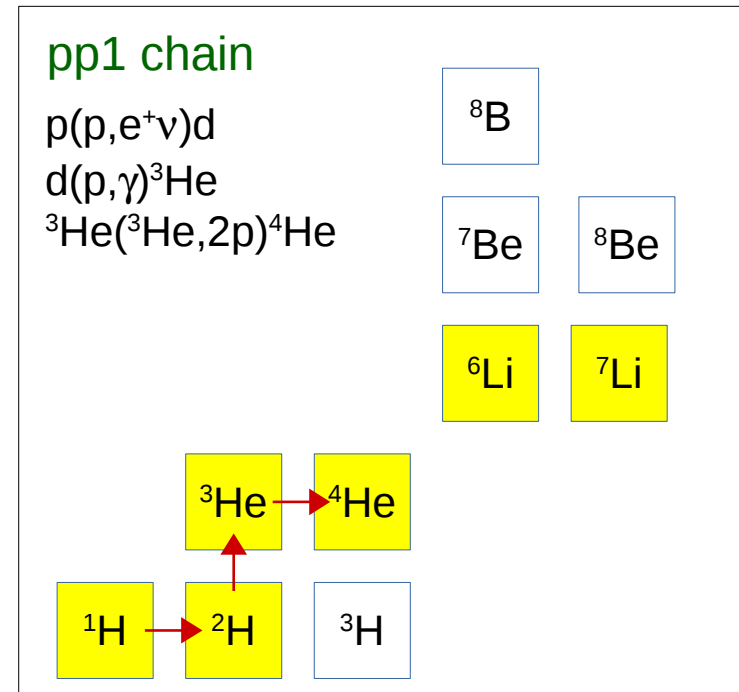 pp1 chain
p(p,e⁺ν)d
d(p,γ)³He
³He(³He,2p)⁴He
⁸B
⁷Be ⁸Be
⁶Li ⁷Li
³He ⁴He
¹H ²H ³H